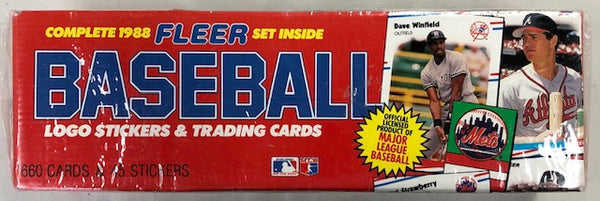 COMPLETE 1988 FLEER SET INSIDE
BASEBALL
LOGO STICKERS & TRADING CARDS
660 CARDS & 45 STICKERS
OFFICIAL
LICENSED
PRODUCT OF
MAJOR
LEAGUE
BASEBALL
Dave Winfield
OUTFIELD
Braves
Mets
Strawberry